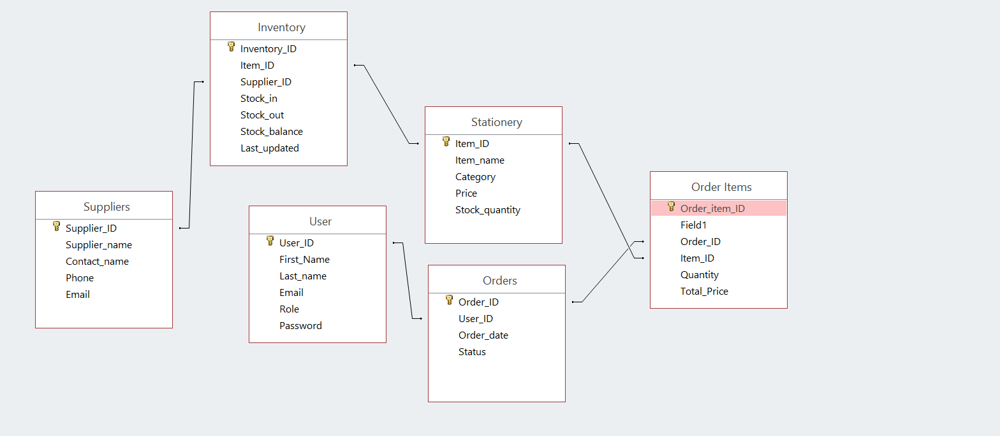 Inventory
Inventory_ID
Item_ID
Supplier_ID
Stock_in
Stock_out
Stock_balance
Last_updated
Stationery
Item_ID
Item_name
Category
Price
Stock_quantity
Order Items
Order_item_ID
Field1
Order_ID
Item_ID
Quantity
Total_Price
Suppliers
Supplier_ID
Supplier_name
Contact_name
Phone
Email
User
User_ID
First_Name
Last_name
Email
Role
Password
Orders
Order_ID
User_ID
Order_date
Status